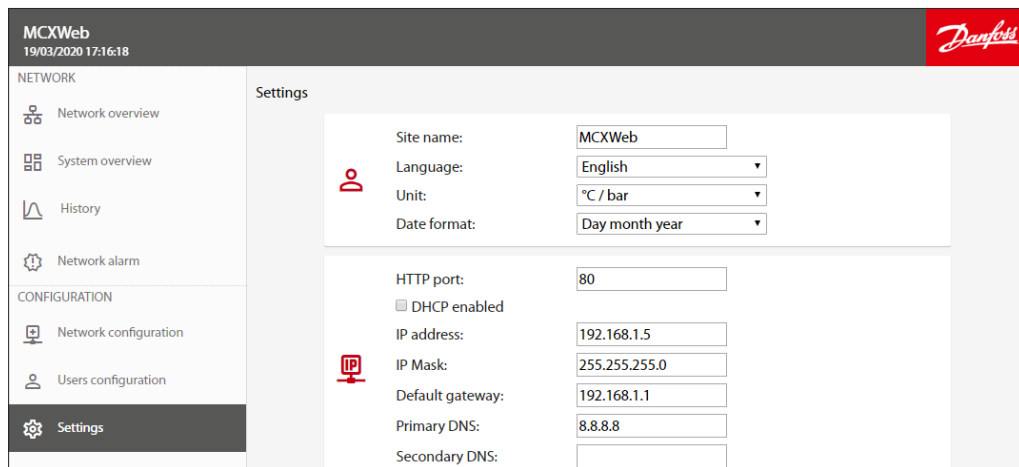 MCXWeb
19/03/2020 17:16:18
Danfoss
NETWORK
Network overview
System overview
History
Network alarm
CONFIGURATION
Network configuration
Users configuration
Settings
Settings
Site name: MCXWeb
Language: English
Unit: °C / bar
Date format: Day month year
HTTP port: 80
DHCP enabled
IP
IP address: 192.168.1.5
IP Mask: 255.255.255.0
Default gateway: 192.168.1.1
Primary DNS: 8.8.8.8
Secondary DNS: